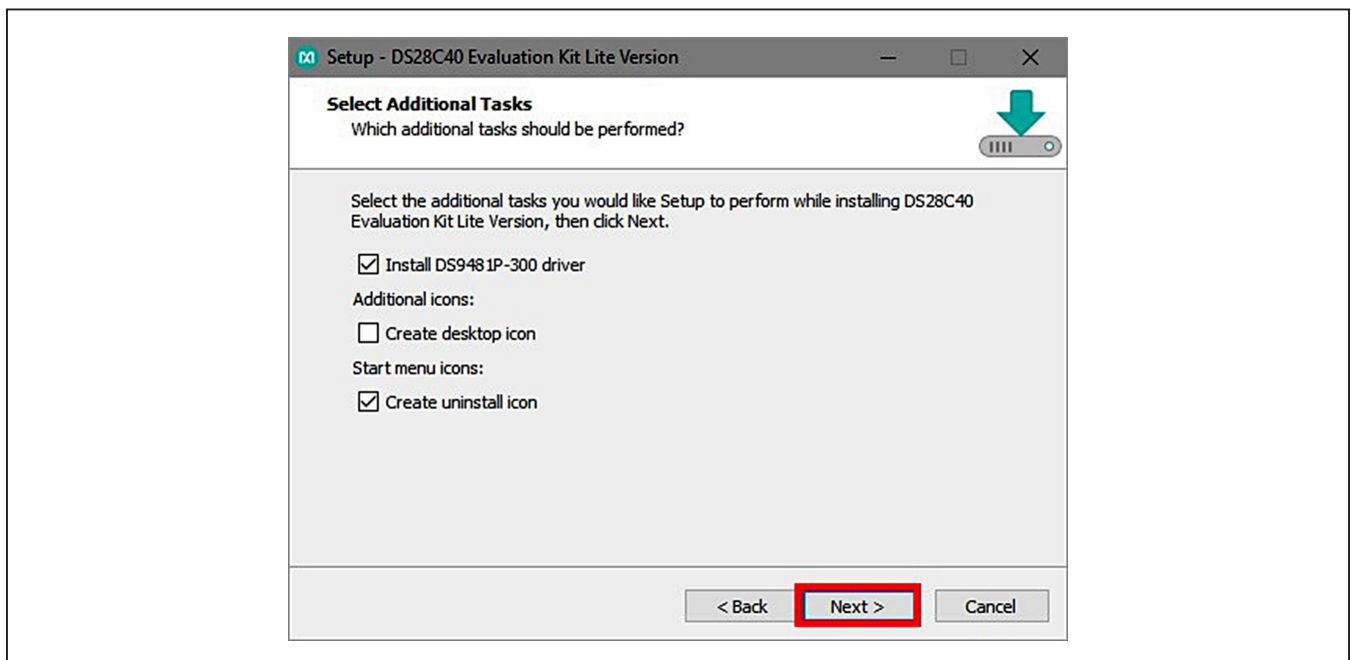 Setup - DS28C40 Evaluation Kit Lite Version
Select Additional Tasks
Which additional tasks should be performed?
Select the additional tasks you would like Setup to perform while installing DS28C40
Evaluation Kit Lite Version, then click Next.
Install DS9481P-300 driver
Additional icons:
Create desktop icon
Start menu icons:
Create uninstall icon
< Back Next > Cancel